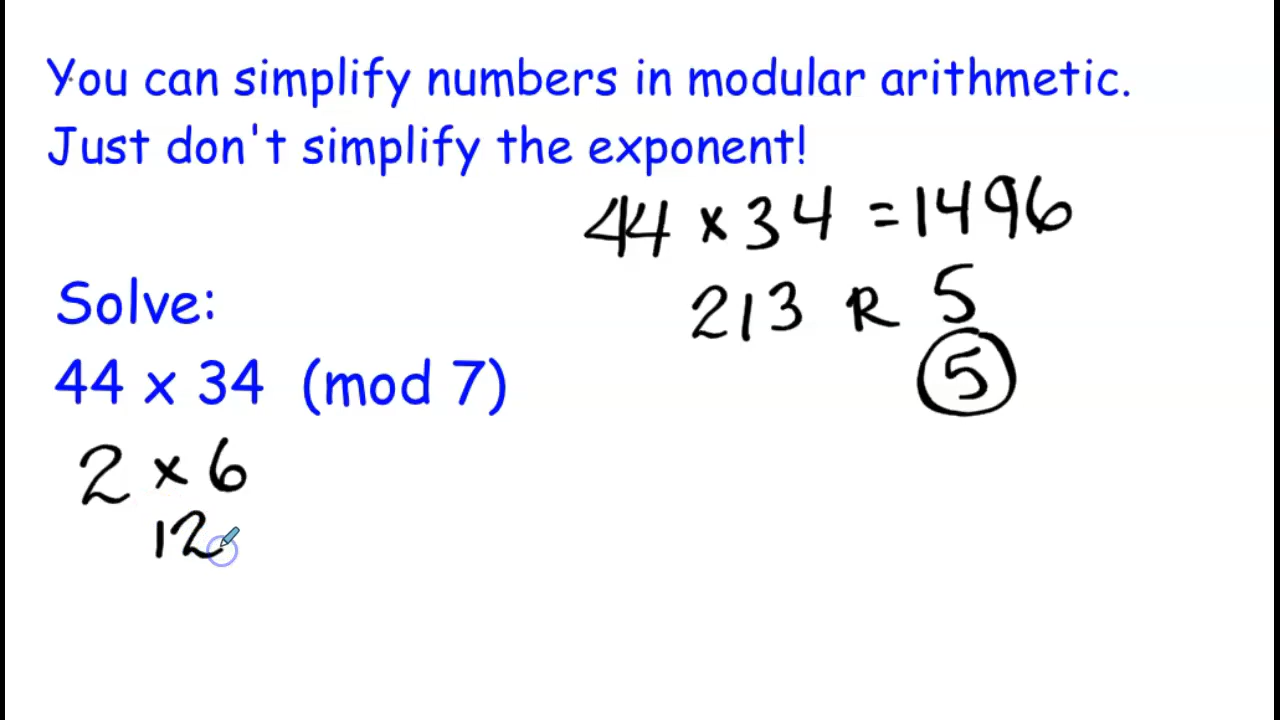 You can simplify numbers in modular arithmetic.
Just don't simplify the exponent!
44 x 34 = 1496
213 R 5
5
Solve:
44 x 34 (mod 7)
2 x 6
12